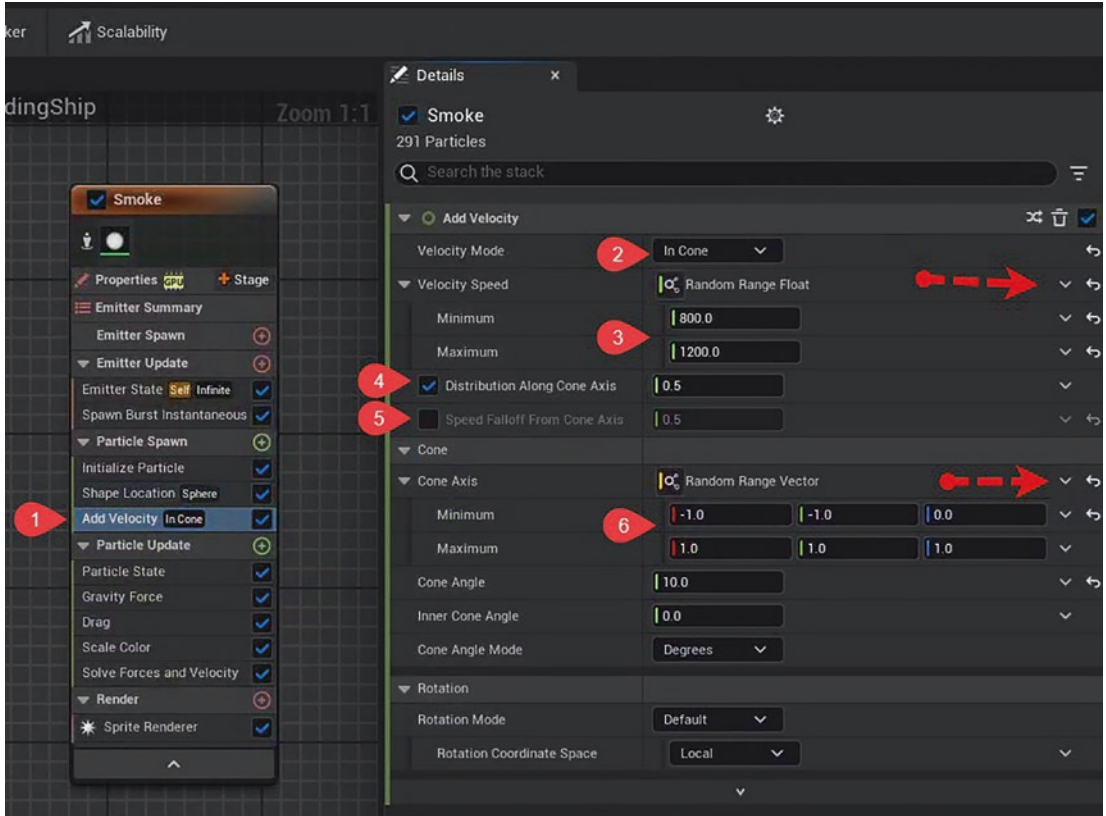 ker Scalability
Details ×
dingShip Zoom 1:1
Smoke
291 Particles
Search the stack
Smoke
Properties GPU + Stage
Emitter Summary
Emitter Spawn
Emitter Update
Emitter State Self Infinite
Spawn Burst Instantaneous
Particle Spawn
Initialize Particle
Shape Location Sphere
1 Add Velocity In Cone
Particle Update
Particle State
Gravity Force
Drag
Scale Color
Solve Forces and Velocity
Render
Sprite Renderer
Add Velocity
Velocity Mode 2 In Cone
Velocity Speed Random Range Float
Minimum 800.0
3
Maximum 1200.0
4 Distribution Along Cone Axis 0.5
5 Speed Falloff From Cone Axis 0.5
Cone
Cone Axis Random Range Vector
Minimum -1.0 -1.0 0.0
6
Maximum 1.0 1.0 1.0
Cone Angle 10.0
Inner Cone Angle 0.0
Cone Angle Mode Degrees
Rotation
Rotation Mode Default
Rotation Coordinate Space Local